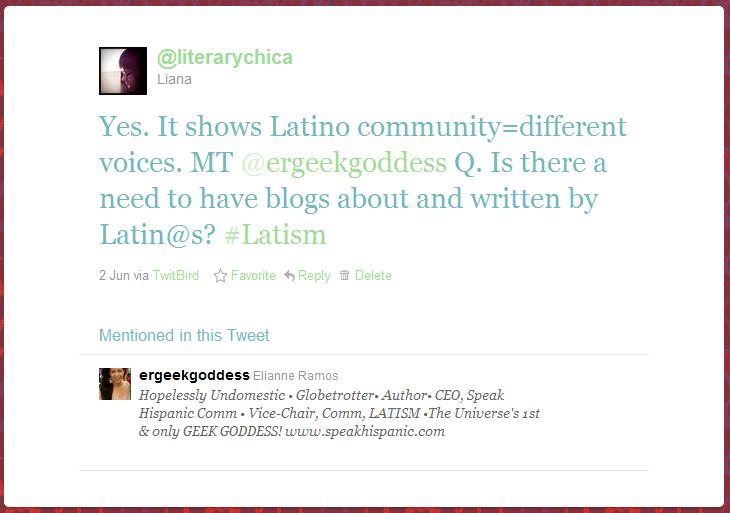 @literarychica
Liana
Yes. It shows Latino community=different
voices. MT @ergeekgoddess Q. Is there a
need to have blogs about and written by
Latin@s? #Latism
2 Jun via TwitBird Favorite Reply Delete
Mentioned in this Tweet
ergeekgoddess Elianne Ramos
Hopelessly Undomestic • Globetrotter• Author• CEO, Speak
Hispanic Comm • Vice-Chair, Comm, LATISM •The Universe's 1st
& only GEEK GODDESS! www.speakhispanic.com